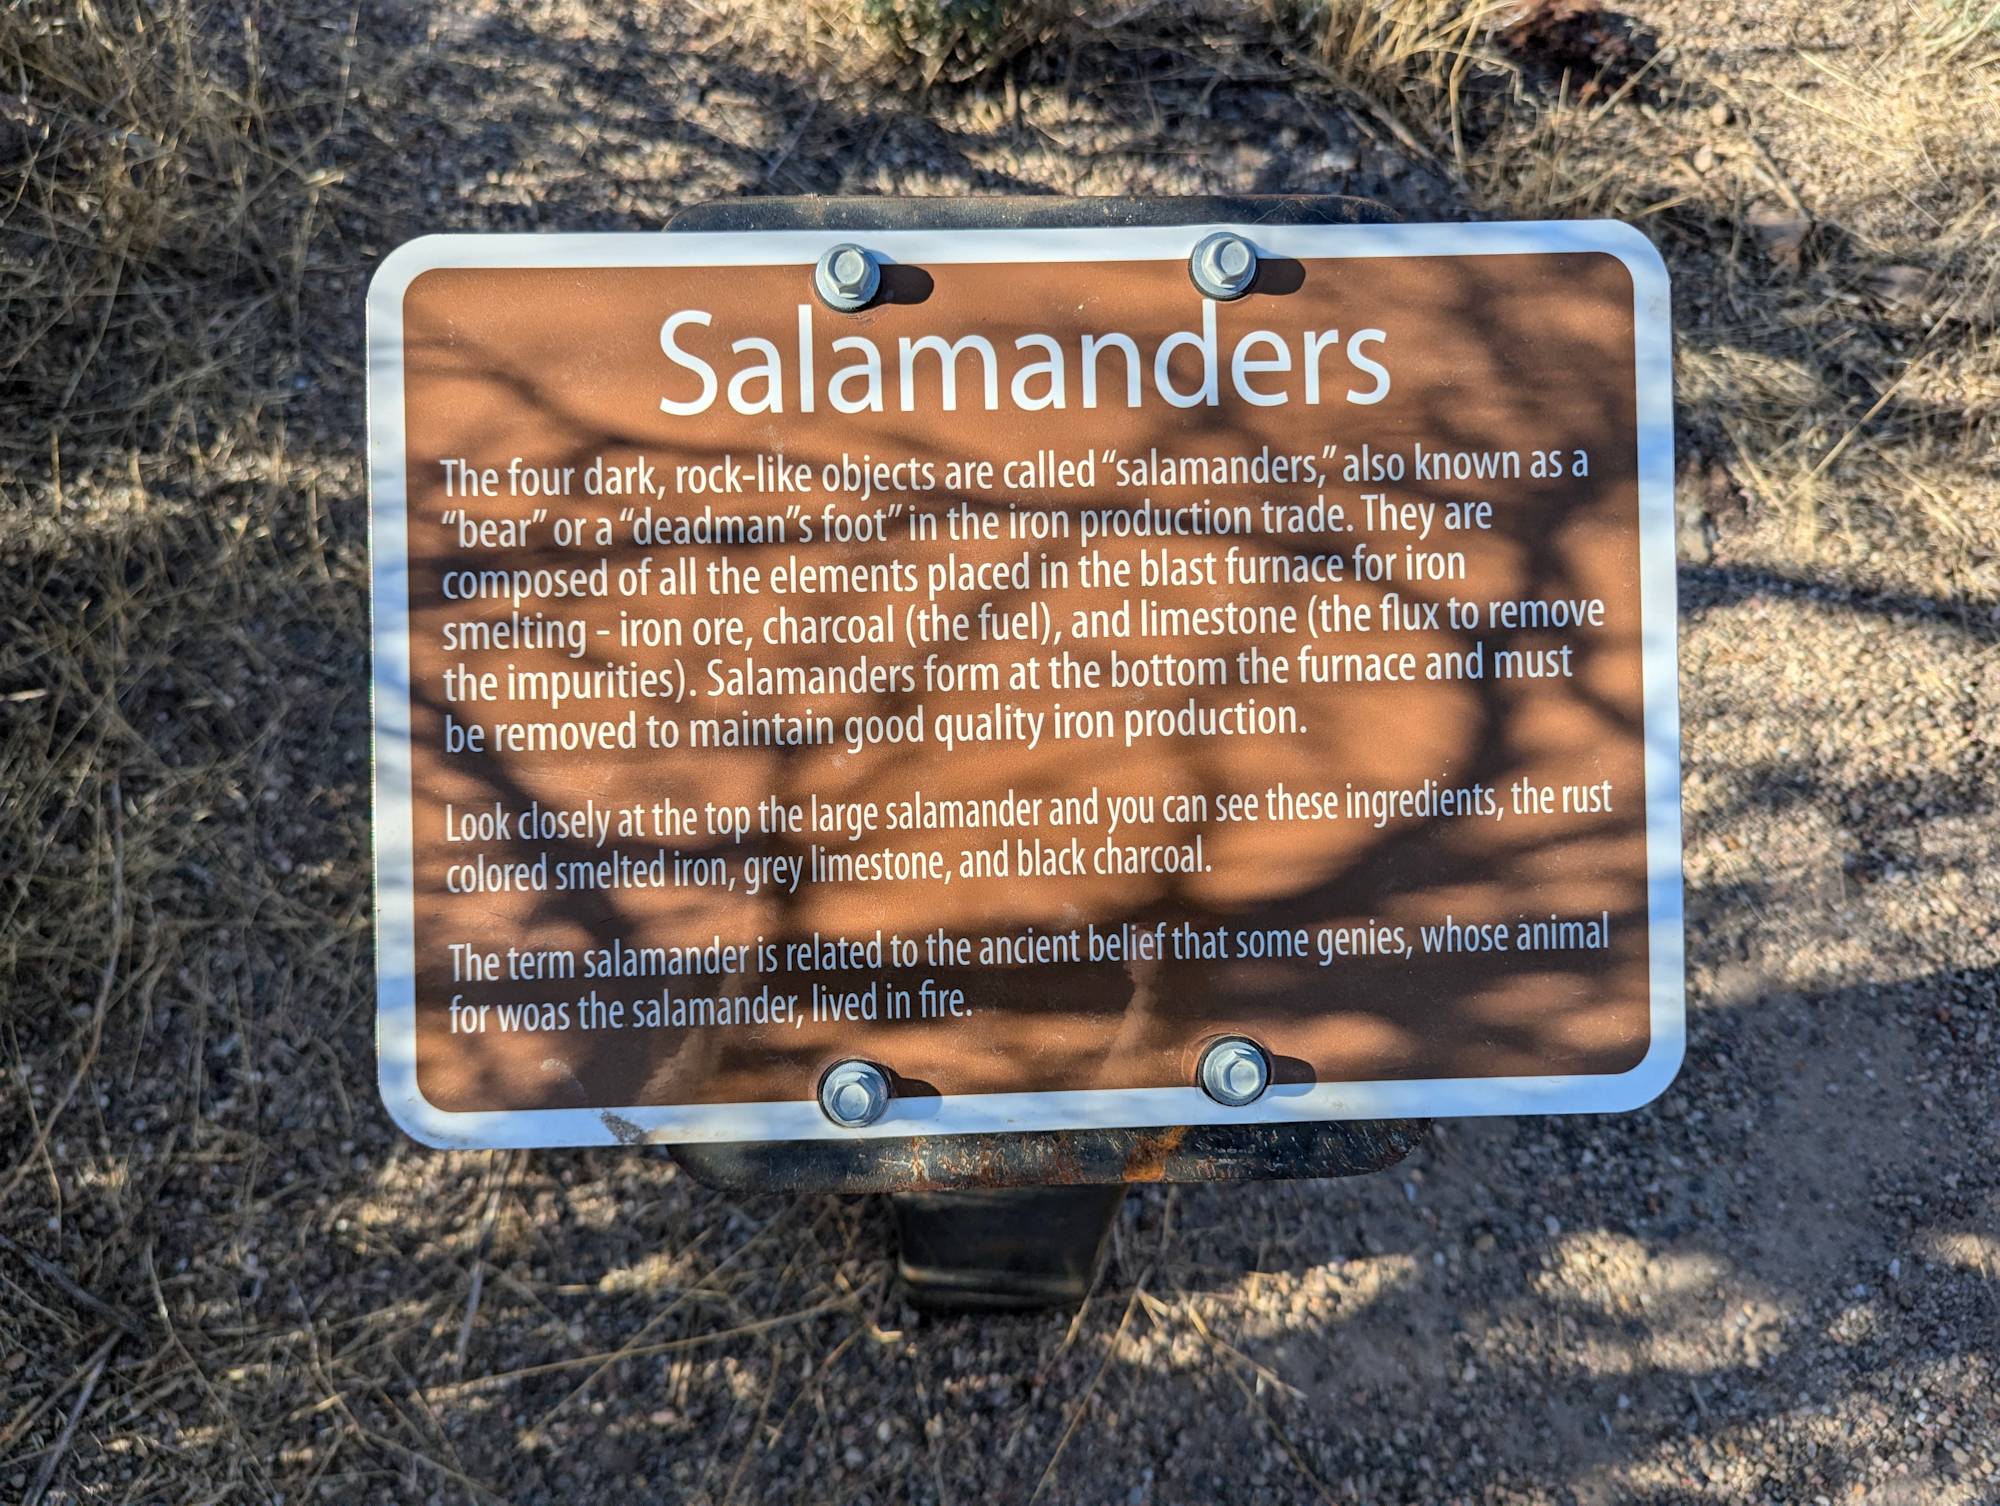 Salamanders
The four dark, rock-like objects are called “salamanders,” also known as a
“bear” or a “deadman”s foot” in the iron production trade. They are
composed of all the elements placed in the blast furnace for iron
smelting - iron ore, charcoal (the fuel), and limestone (the flux to remove
the impurities). Salamanders form at the bottom the furnace and must
be removed to maintain good quality iron production.
Look closely at the top the large salamander and you can see these ingredients, the rust
colored smelted iron, grey limestone, and black charcoal.
The term salamander is related to the ancient belief that some genies, whose animal
for woas the salamander, lived in fire.